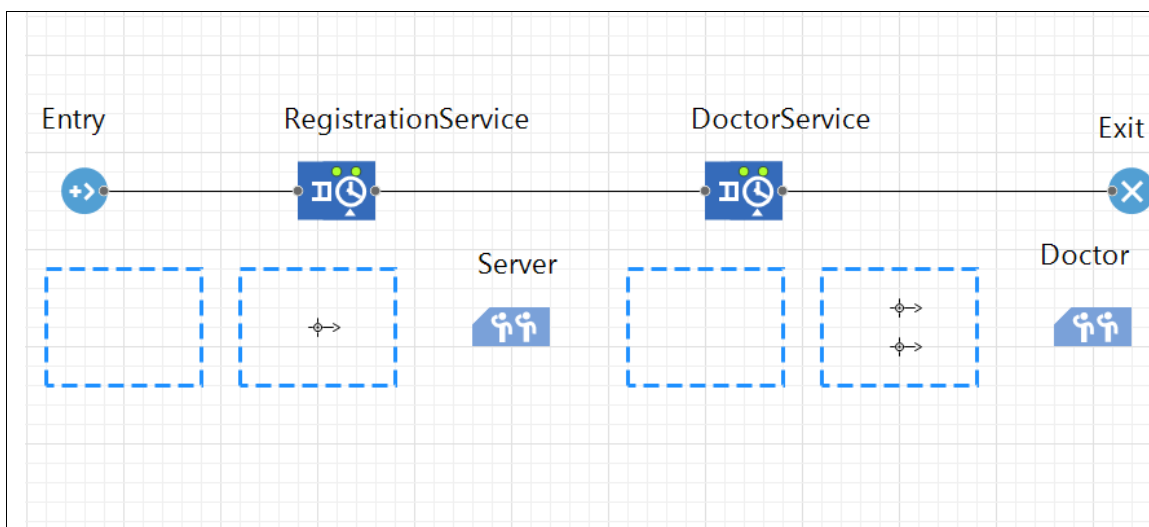 Entry
RegistrationService
DoctorService
Exit
Server
Doctor